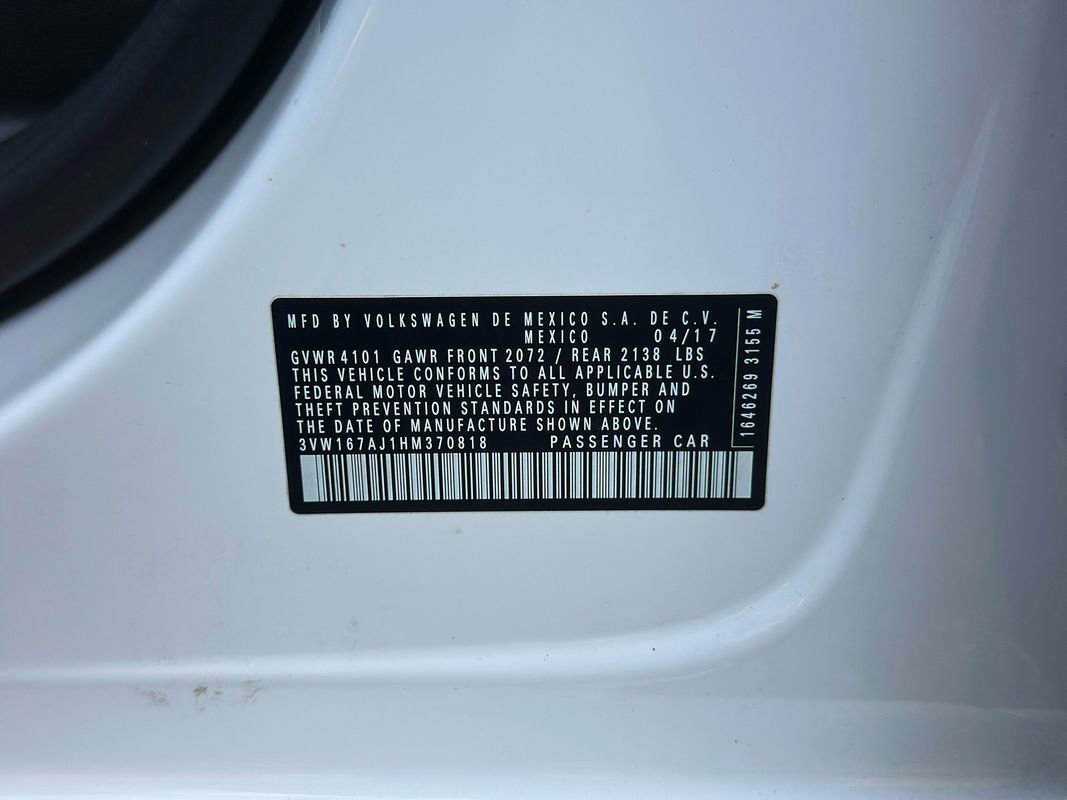 MFD BY VOLKSWAGEN DE MEXICO S.A. DE C.V.
MEXICO 04/17
GVWR 4101 GAWR FRONT 2072 / REAR 2138 LBS
THIS VEHICLE CONFORMS TO ALL APPLICABLE U.S.
FEDERAL MOTOR VEHICLE SAFETY, BUMPER AND
THEFT PREVENTION STANDARDS IN EFFECT ON
THE DATE OF MANUFACTURE SHOWN ABOVE.
3VW167AJ1HM370818 PASSENGER CAR
1646269 3155 M